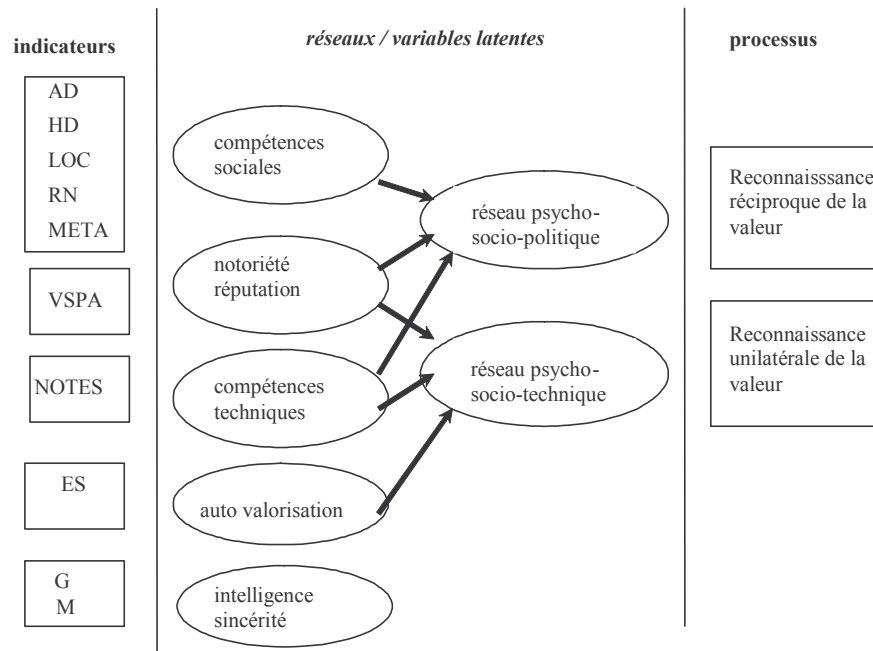 indicateurs
réseaux / variables latentes
processus
AD
HD
LOC
RN
META
VSPA
NOTES
ES
G
M
compétences
sociales
notoriété
réputation
compétences
techniques
auto valorisation
intelligence
sincérité
réseau psycho-
socio-politique
réseau psycho-
socio-technique
Reconnaisssance
réciproque de la
valeur
Reconnaissance
unilatérale de la
valeur